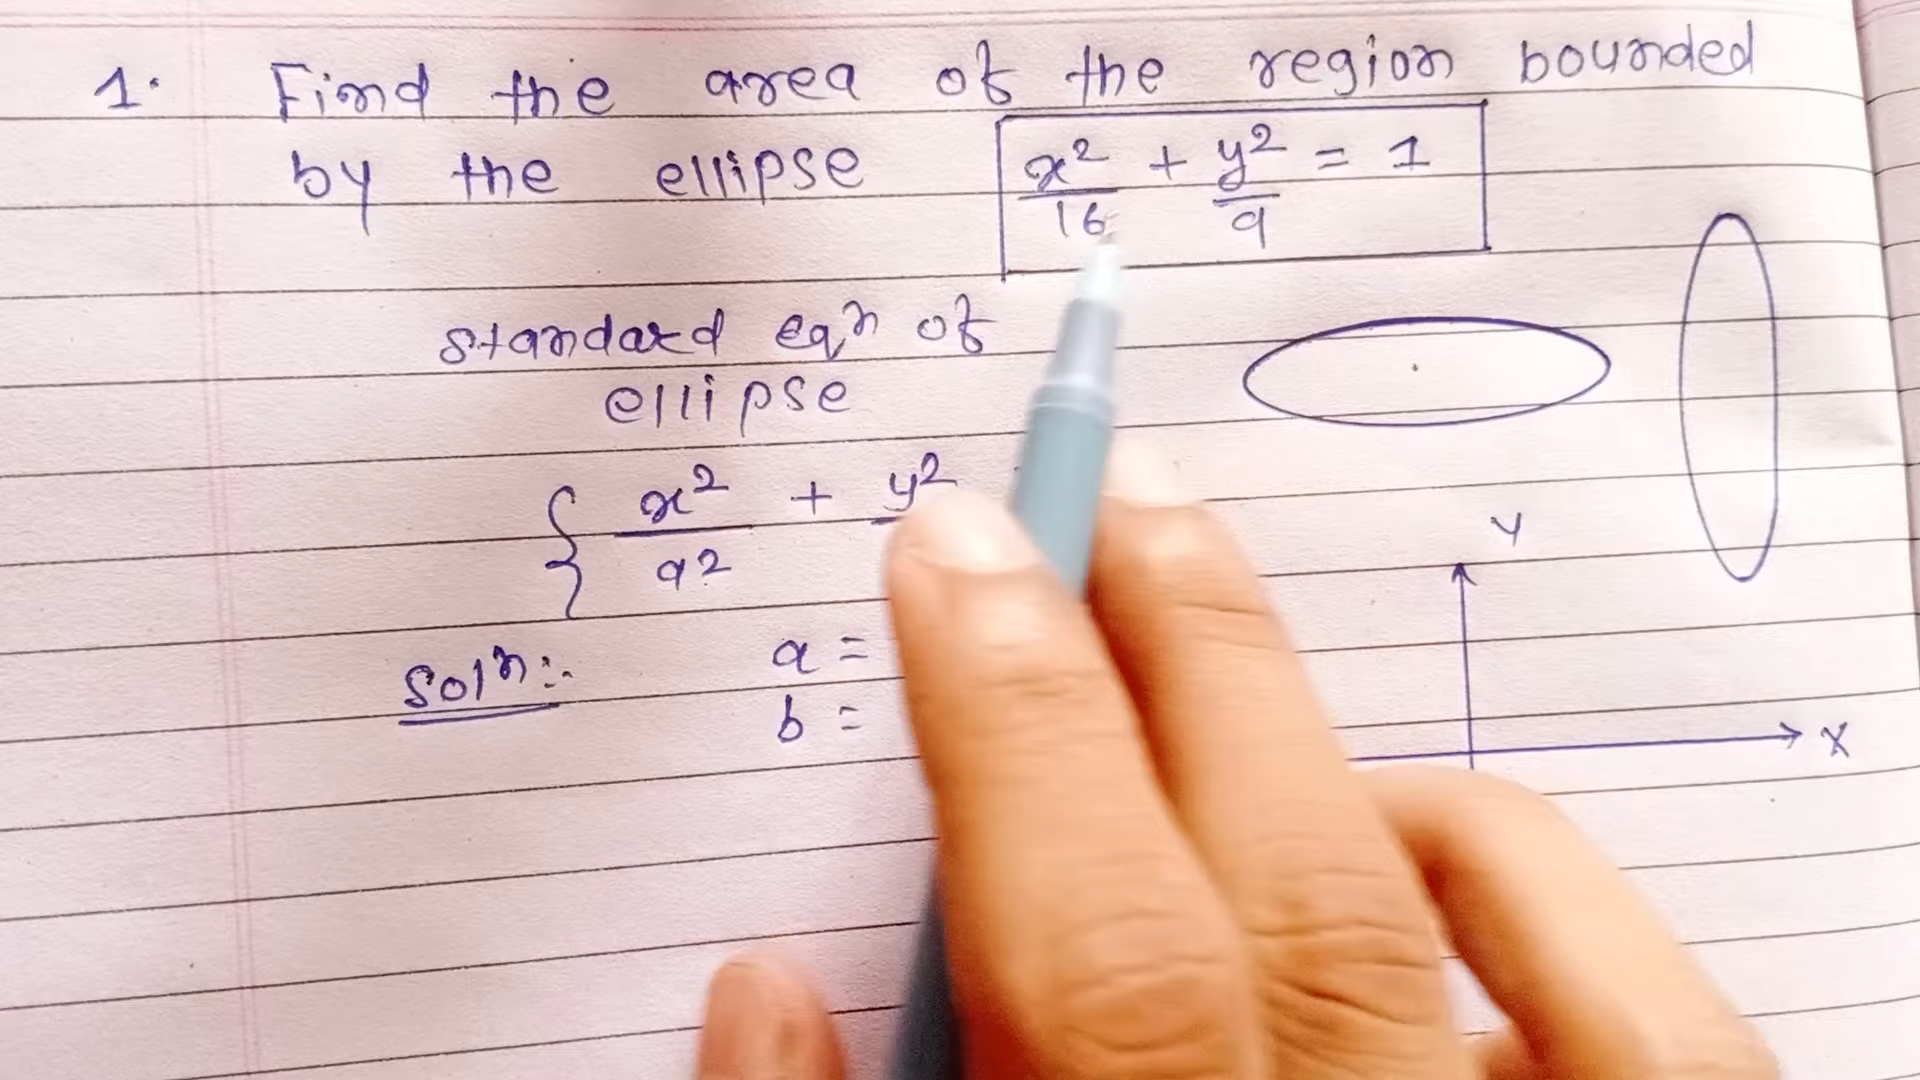 1. Find the area of the region bounded
by the ellipse x²/16 + y²/9 = 1
standard eqⁿ of
ellipse
{ x²/a² + y²
Solⁿ:-
a =
b =
Y
X